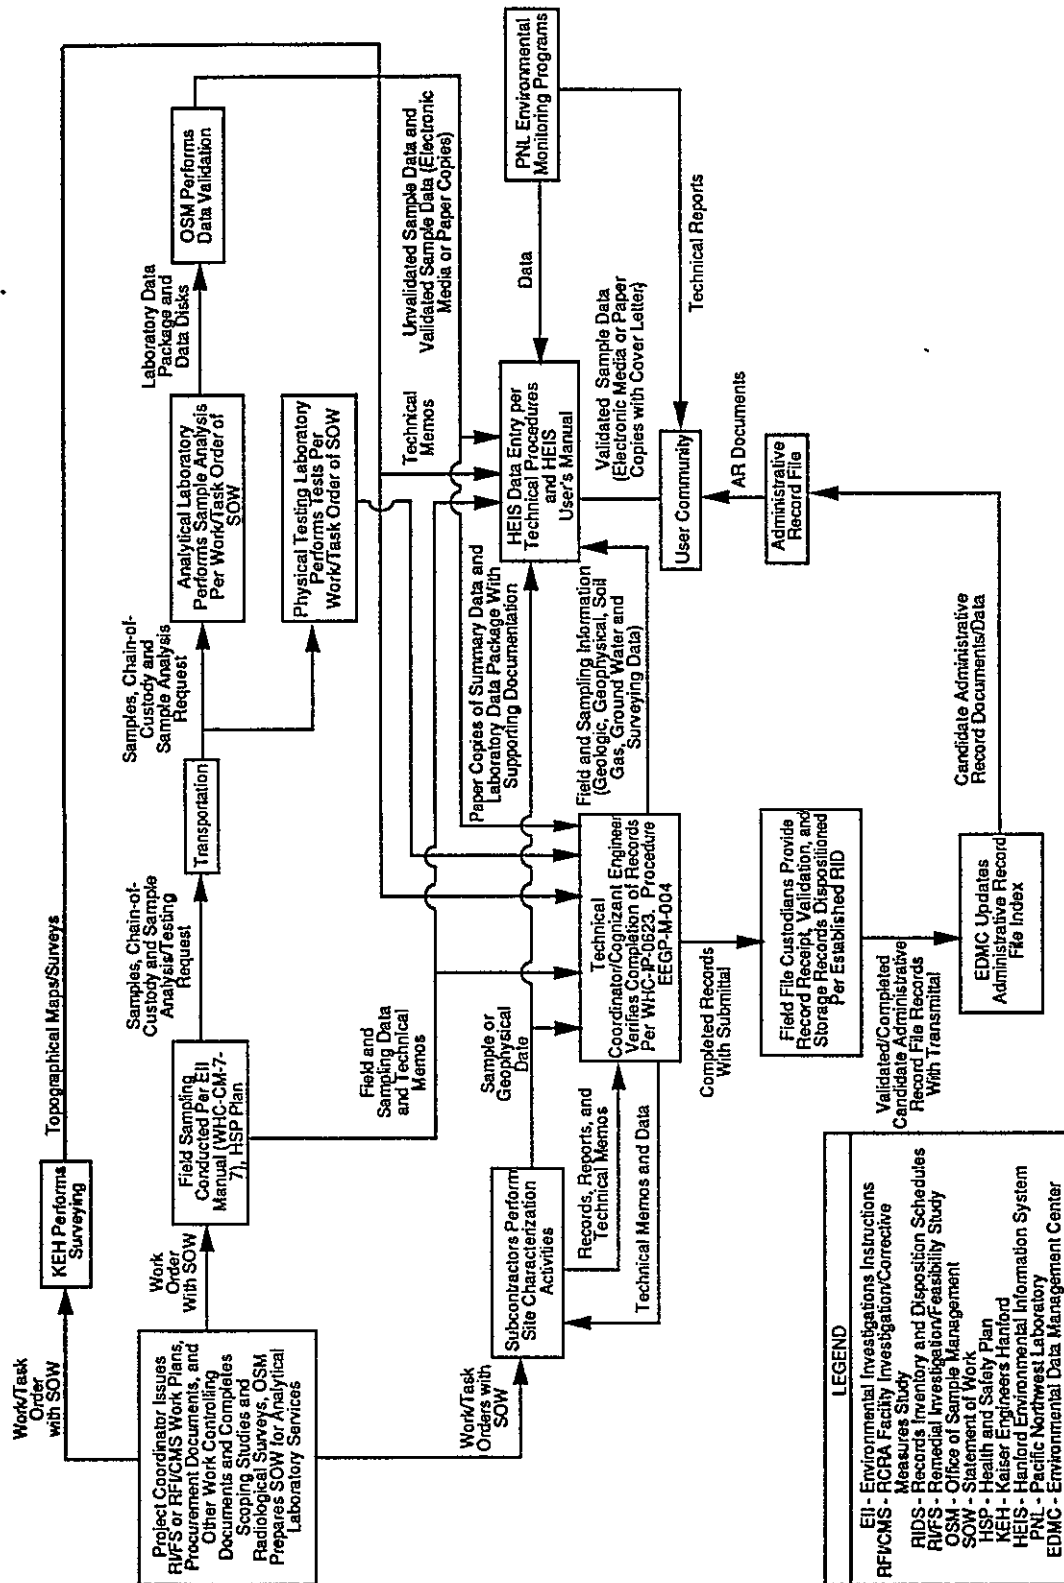 Work/Task
Order
with SOW
KEH Performs
Surveying
Topographical Maps/Surveys
Project Coordinator Issues
RI/FS or RFI/CMS Work Plans,
Procurement Documents, and
Other Work Controlling
Documents and Completes
Scoping Studies and
Radiological Surveys, OSM
Prepares SOW for Analytical
Laboratory Services
Work
Order
With SOW
Field Sampling
Conducted Per EII
Manual (WHC-CM-7-
7), HSP Plan
Samples, Chain-of-
Custody and Sample
Analysis/Testing
Request
Transportation
Samples, Chain-of-
Custody and
Sample Analysis
Request
Analytical Laboratory
Performs Sample Analysis
Per Work/Task Order of
SOW
Laboratory Data
Package and
Data Disks
OSM Performs
Data Validation
Physical Testing Laboratory
Performs Tests Per
Work/Task Order of SOW
Technical
Memos
Unvalidated Sample Data and
Validated Sample Data (Electronic
Media or Paper Copies)
Field and
Sampling Data
and Technical
Memos
Paper Copies of Summary Data and
Laboratory Data Package With
Supporting Documentation
HEIS Data Entry per
Technical Procedures
and HEIS
User's Manual
Data
PNL Environmental
Monitoring Programs
Work/Task
Orders with
SOW
Subcontractors Perform
Site Characterization
Activities
Sample or
Geophysical
Date
Records, Reports, and
Technical Memos
Technical Memos and Data
Technical
Coordinator/Cognizant Engineer
Verifies Completion of Records
Per WHC-IP-0623. Procedure
EEGP-M-004
Field and Sampling Information
(Geologic, Geophysical, Soil
Gas, Ground Water and
Surveying Data)
Validated Sample Data
(Electronic Media or Paper
Copies with Cover Letter)
User Community
Technical Reports
AR Documents
Administrative
Record File
Completed Records
With Submittal
Field File Custodians Provide
Record Receipt, Validation, and
Storage Records Dispositioned
Per Established RID
Validated/Completed
Candidate Administrative
Record File Records
With Transmittal
EDMC Updates
Administrative Record
File Index
Candidate Administrative
Record Documents/Data
LEGEND
EII - Environmental Investigations Instructions
RFI/CMS - RCRA Facility Investigation/Corrective
Measures Study
RIDS - Records Inventory and Disposition Schedules
RI/FS - Remedial Investigation/Feasibility Study
OSM - Office of Sample Management
SOW - Statement of Work
HSP - Health and Safety Plan
KEH - Kaiser Engineers Hanford
HEIS - Hanford Environmental Information System
PNL - Pacific Northwest Laboratory
EDMC - Environmental Data Management Center